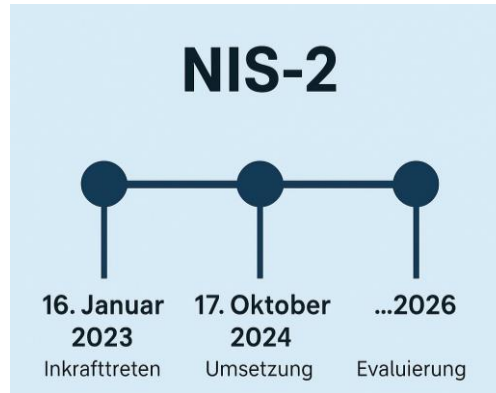 NIS-2
16. Januar
2023
Inkrafttreten
17. Oktober
2024
Umsetzung
...2026
Evaluierung